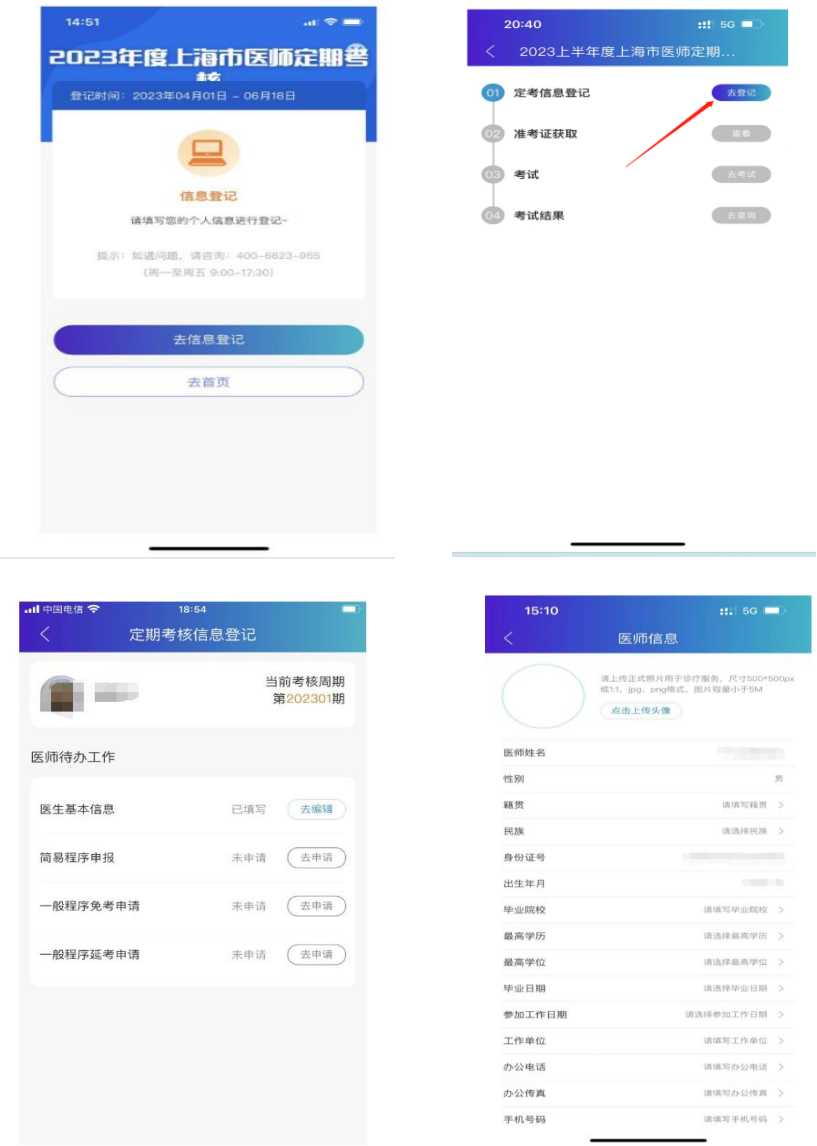 14:51
2023年度上海市医师定期考
核
登记时间：2023年04月01日 - 06月18日
信息登记
请填写您的个人信息进行登记~
提示：如遇问题，请咨询：400-6623-955
(周一至周五 9:00-17:30)
去信息登记
去首页
20:40
5G
2023上半年度上海市医师定期...
01 定考信息登记 去登记
02 准考证获取 查看
03 考试 去考试
04 考试结果 去查询
中国电信 18:54
定期考核信息登记
当前考核周期
第202301期
医师待办工作
医生基本信息 已填写 去编辑
简易程序申报 未申请 去申请
一般程序免考申请 未申请 去申请
一般程序延考申请 未申请 去申请
15:10 5G
医师信息
请上传正式照片用于诊疗服务，尺寸500*500px
或1:1，jpg、png格式，图片容量小于5M
点击上传头像
医师姓名
性别 男
籍贯 请填写籍贯 >
民族 请选择民族 >
身份证号
出生年月
毕业院校 请填写毕业院校 >
最高学历 请选择最高学历 >
最高学位 请选择最高学位 >
毕业日期 请选择毕业日期 >
参加工作日期 请选择参加工作日期 >
工作单位 请填写工作单位 >
办公电话 请填写办公电话 >
办公传真 请填写办公传真 >
手机号码 请填写手机号码 >